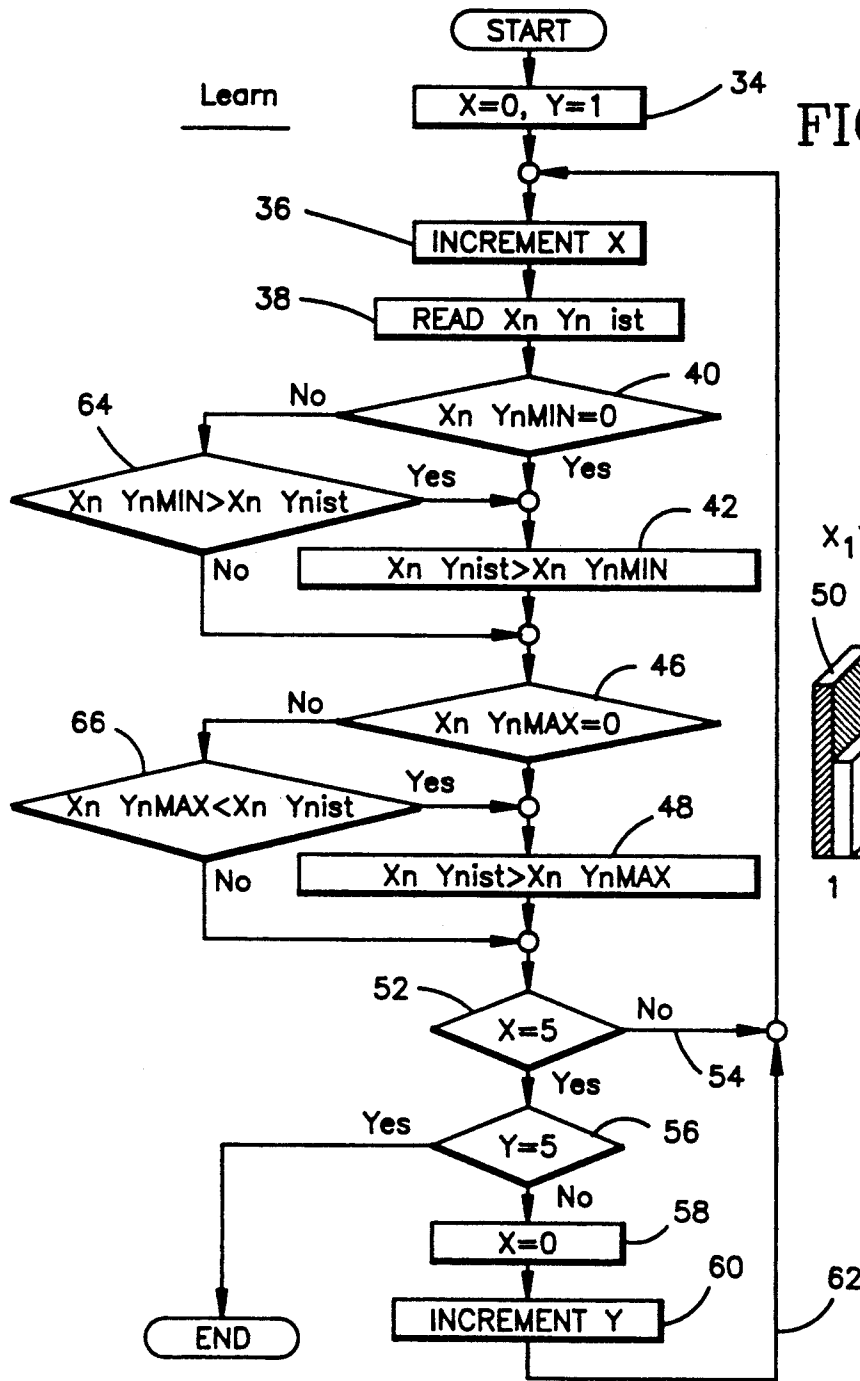 START
Learn
X=0, Y=1
34
FIG
36
INCREMENT X
38
READ Xn Yn ist
40
No
Xn YnMIN=0
64
Yes
Yes
Xn YnMIN>Xn Ynist
42
No
Xn Ynist>Xn YnMIN
X1
50
46
No
Xn YnMAX=0
66
Yes
Xn YnMAX<Xn Ynist
48
No
Xn Ynist>Xn YnMAX
1
52
No
X=5
54
Yes
Yes
56
Y=5
No
58
X=0
60
62
INCREMENT Y
END